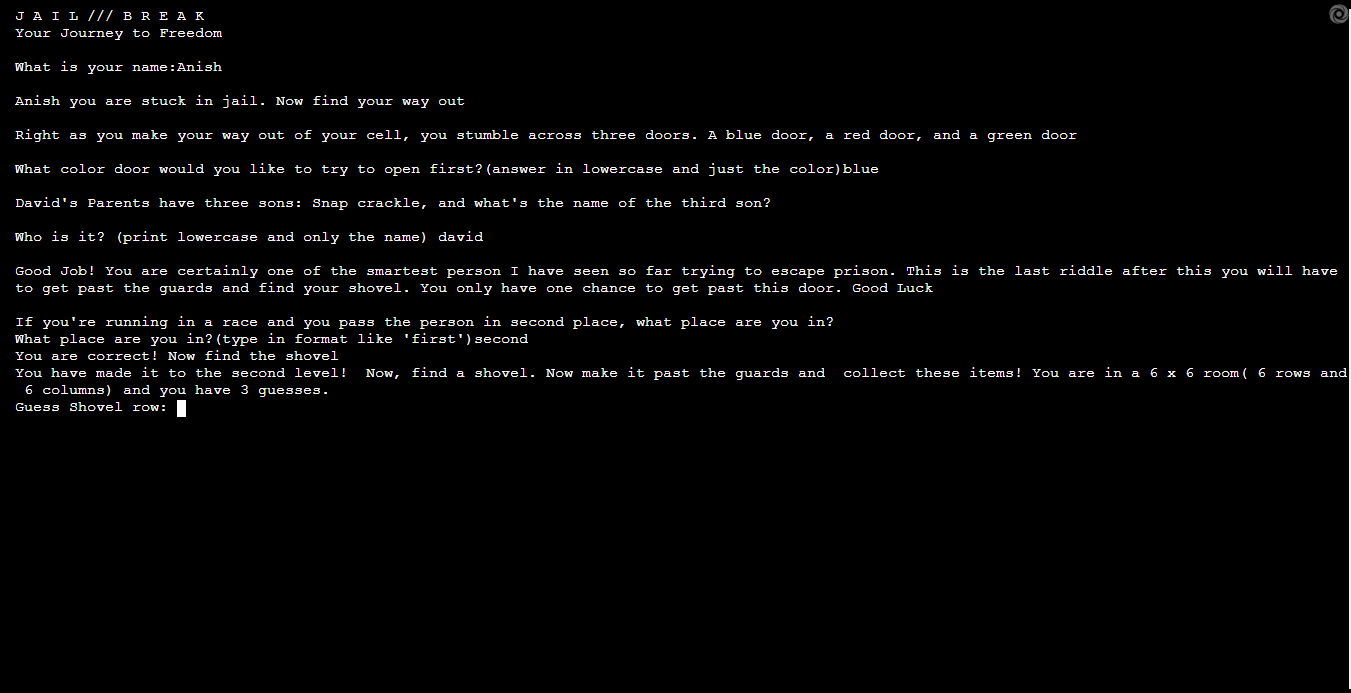 J A I L /// B R E A K
Your Journey to Freedom
What is your name:Anish
Anish you are stuck in jail. Now find your way out
Right as you make your way out of your cell, you stumble across three doors. A blue door, a red door, and a green door
What color door would you like to try to open first?(answer in lowercase and just the color)blue
David's Parents have three sons: Snap crackle, and what's the name of the third son?
Who is it? (print lowercase and only the name) david
Good Job! You are certainly one of the smartest person I have seen so far trying to escape prison. This is the last riddle after this you will have
to get past the guards and find your shovel. You only have one chance to get past this door. Good Luck
If you're running in a race and you pass the person in second place, what place are you in?
What place are you in?(type in format like 'first')second
You are correct! Now find the shovel
You have made it to the second level!  Now, find a shovel. Now make it past the guards and  collect these items! You are in a 6 x 6 room( 6 rows and
 6 columns) and you have 3 guesses.
Guess Shovel row: